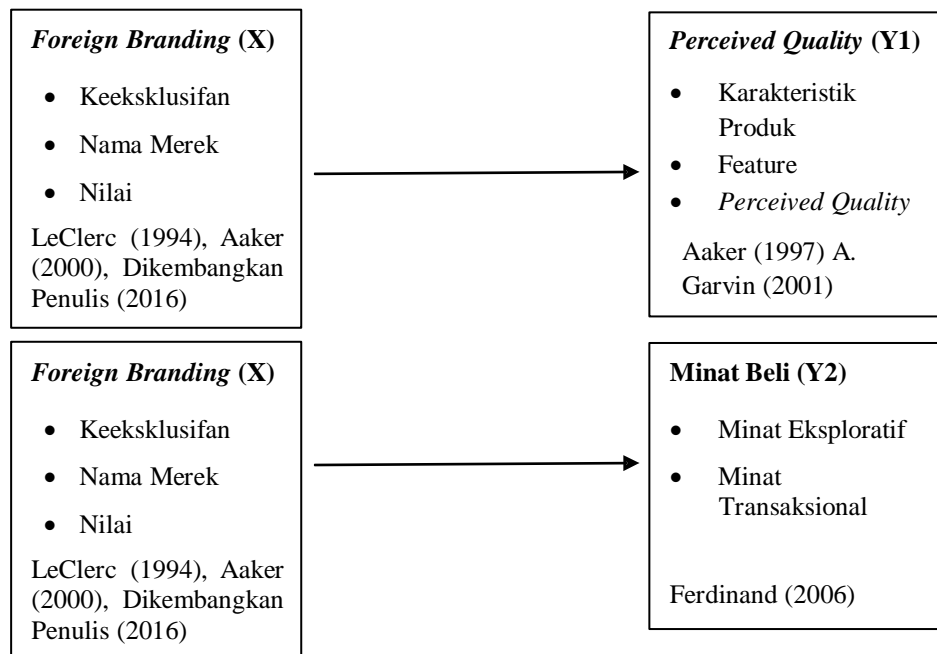 Foreign Branding (X)
• Keeksklusifan
• Nama Merek
• Nilai
LeClerc (1994), Aaker
(2000), Dikembangkan
Penulis (2016)
Perceived Quality (Y1)
• Karakteristik
Produk
• Feature
• Perceived Quality
Aaker (1997) A.
Garvin (2001)
Foreign Branding (X)
• Keeksklusifan
• Nama Merek
• Nilai
LeClerc (1994), Aaker
(2000), Dikembangkan
Penulis (2016)
Minat Beli (Y2)
• Minat Eksploratif
• Minat
Transaksional
Ferdinand (2006)